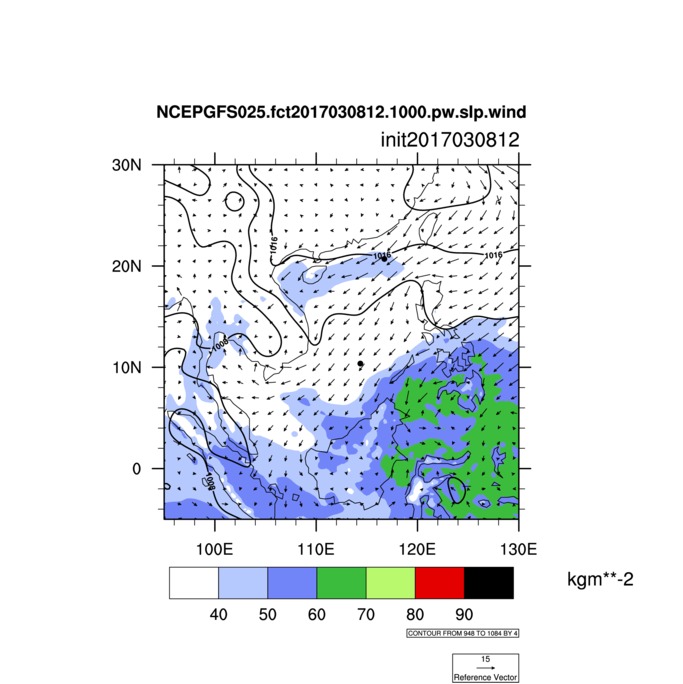 NCEPGFS025.fct2017030812.1000.pw.slp.wind
init2017030812
30N
20N
10N
0
1016
1016
1016
1008
1008
100E 110E 120E 130E
kgm**-2
40 50 60 70 80 90
CONTOUR FROM 948 TO 1084 BY 4
15
Reference Vector